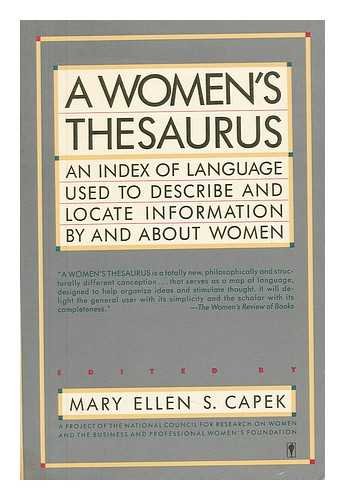 A WOMEN'S
THESAURUS
AN INDEX OF LANGUAGE
USED TO DESCRIBE AND
LOCATE INFORMATION
BY AND ABOUT WOMEN
"A WOMEN'S THESAURUS is a totally new, philosophically and struc-
turally different conception . . . that serves as a map of language,
designed to help organize ideas and stimulate thought. It will de-
light the general user with its simplicity and the scholar with its
completeness."
—The Women's Review of Books
EDITED BY
MARY ELLEN S. CAPEK
A PROJECT OF THE NATIONAL COUNCIL FOR RESEARCH ON WOMEN
AND THE BUSINESS AND PROFESSIONAL WOMEN'S FOUNDATION